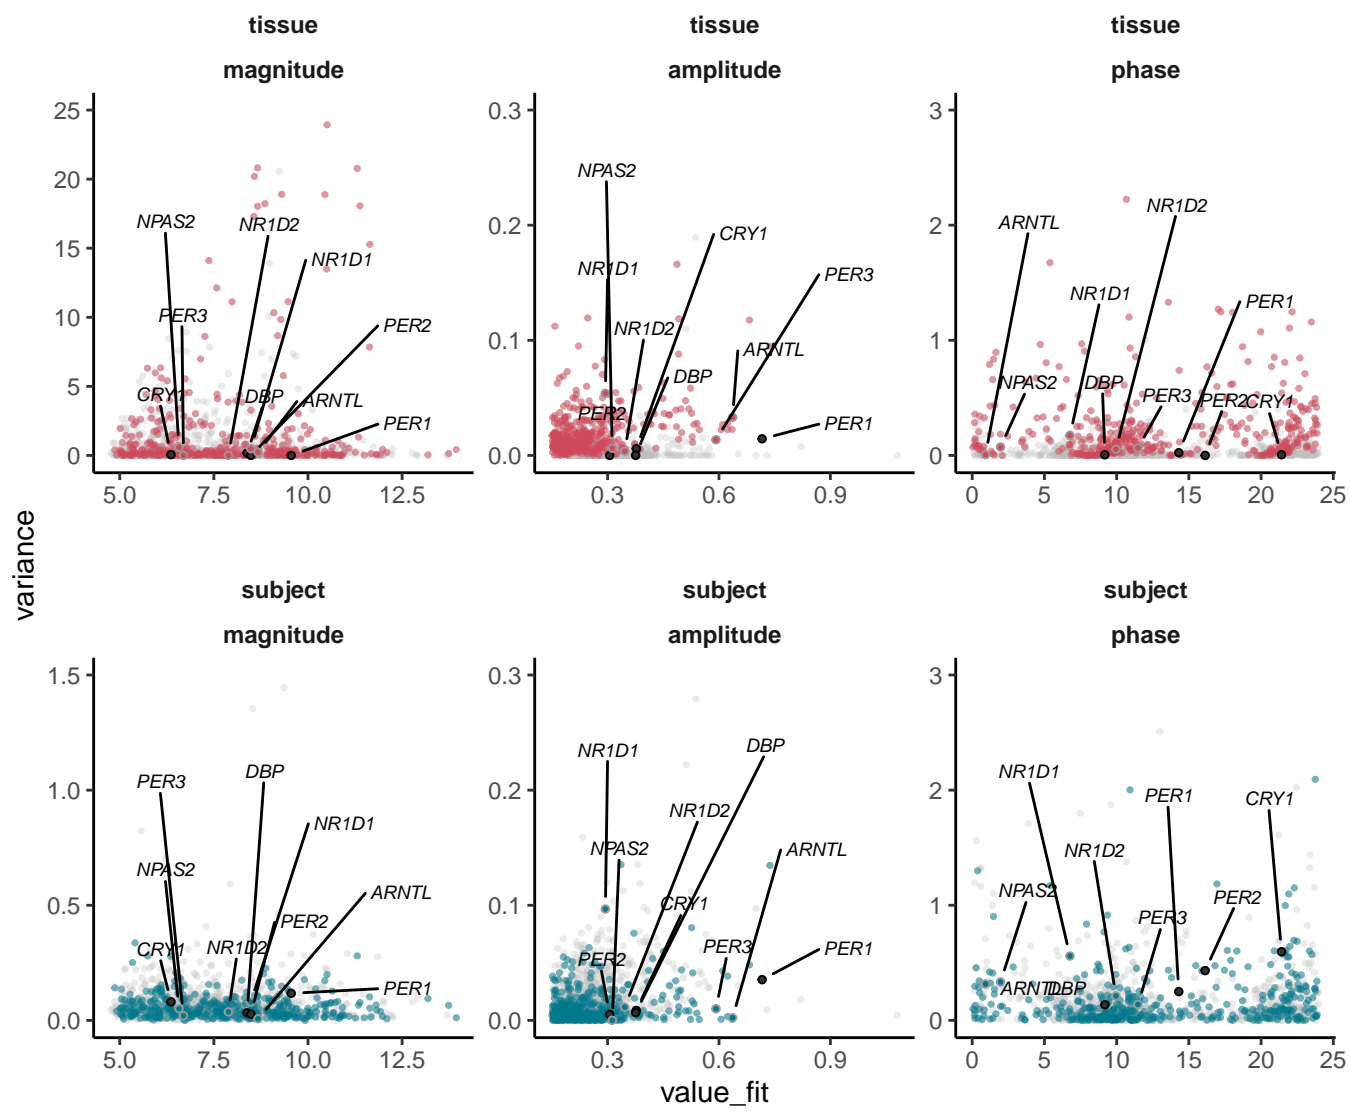 tissue
magnitude
25
20
15
10
5
0
NPAS2
NR1D2
NR1D1
PER3
PER2
CRY1
DBP
ARNTL
PER1
5.0 7.5 10.0 12.5
tissue
amplitude
0.3
0.2
0.1
0.0
NPAS2
CRY1
NR1D1
PER3
NR1D2
ARNTL
DBP
PER2
PER1
0.3 0.6 0.9
tissue
phase
3
2
1
0
NR1D2
ARNTL
NR1D1
PER1
NPAS2
DBP
PER3
PER2
CRY1
0 5 10 15 20 25
variance
subject
magnitude
1.5
1.0
0.5
0.0
PER3
DBP
NR1D1
NPAS2
ARNTL
PER2
CRY1
NR1D2
PER1
5.0 7.5 10.0 12.5
subject
amplitude
0.3
0.2
0.1
0.0
NR1D1
DBP
NR1D2
NPAS2
ARNTL
CRY1
PER3
PER1
PER2
0.3 0.6 0.9
subject
phase
3
2
1
0
NR1D1
PER1
CRY1
NR1D2
NPAS2
PER2
PER3
ARNTL
DBP
0 5 10 15 20 25
value_fit